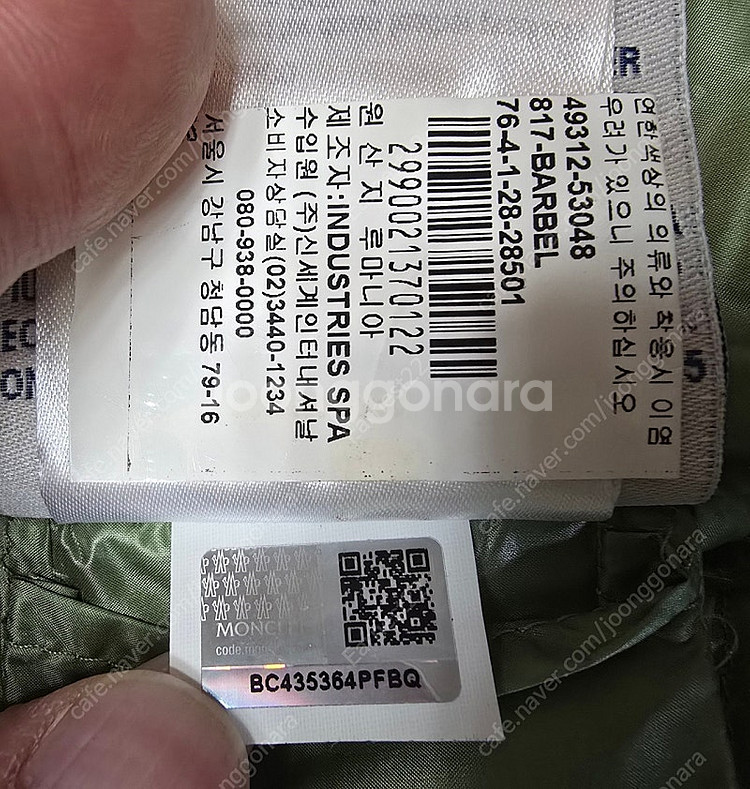 연한색상의 의류와 착용시 이염
우려가 있으니 주의하십시오
49312-53048
817-BARBEL
76-4-1-28-28501
2990021370122
원 산 지 루마니아
제 조 자:INDUSTRIES SPA
수입원 (주)신세계인터내셔날
소비자상담실(02)3440-1234
080-938-0000
서울시 강남구 청담동 79-16
joonggonara
MONCL
code.mon
BC435364PFBQ
cafe.naver.com/joonggonara